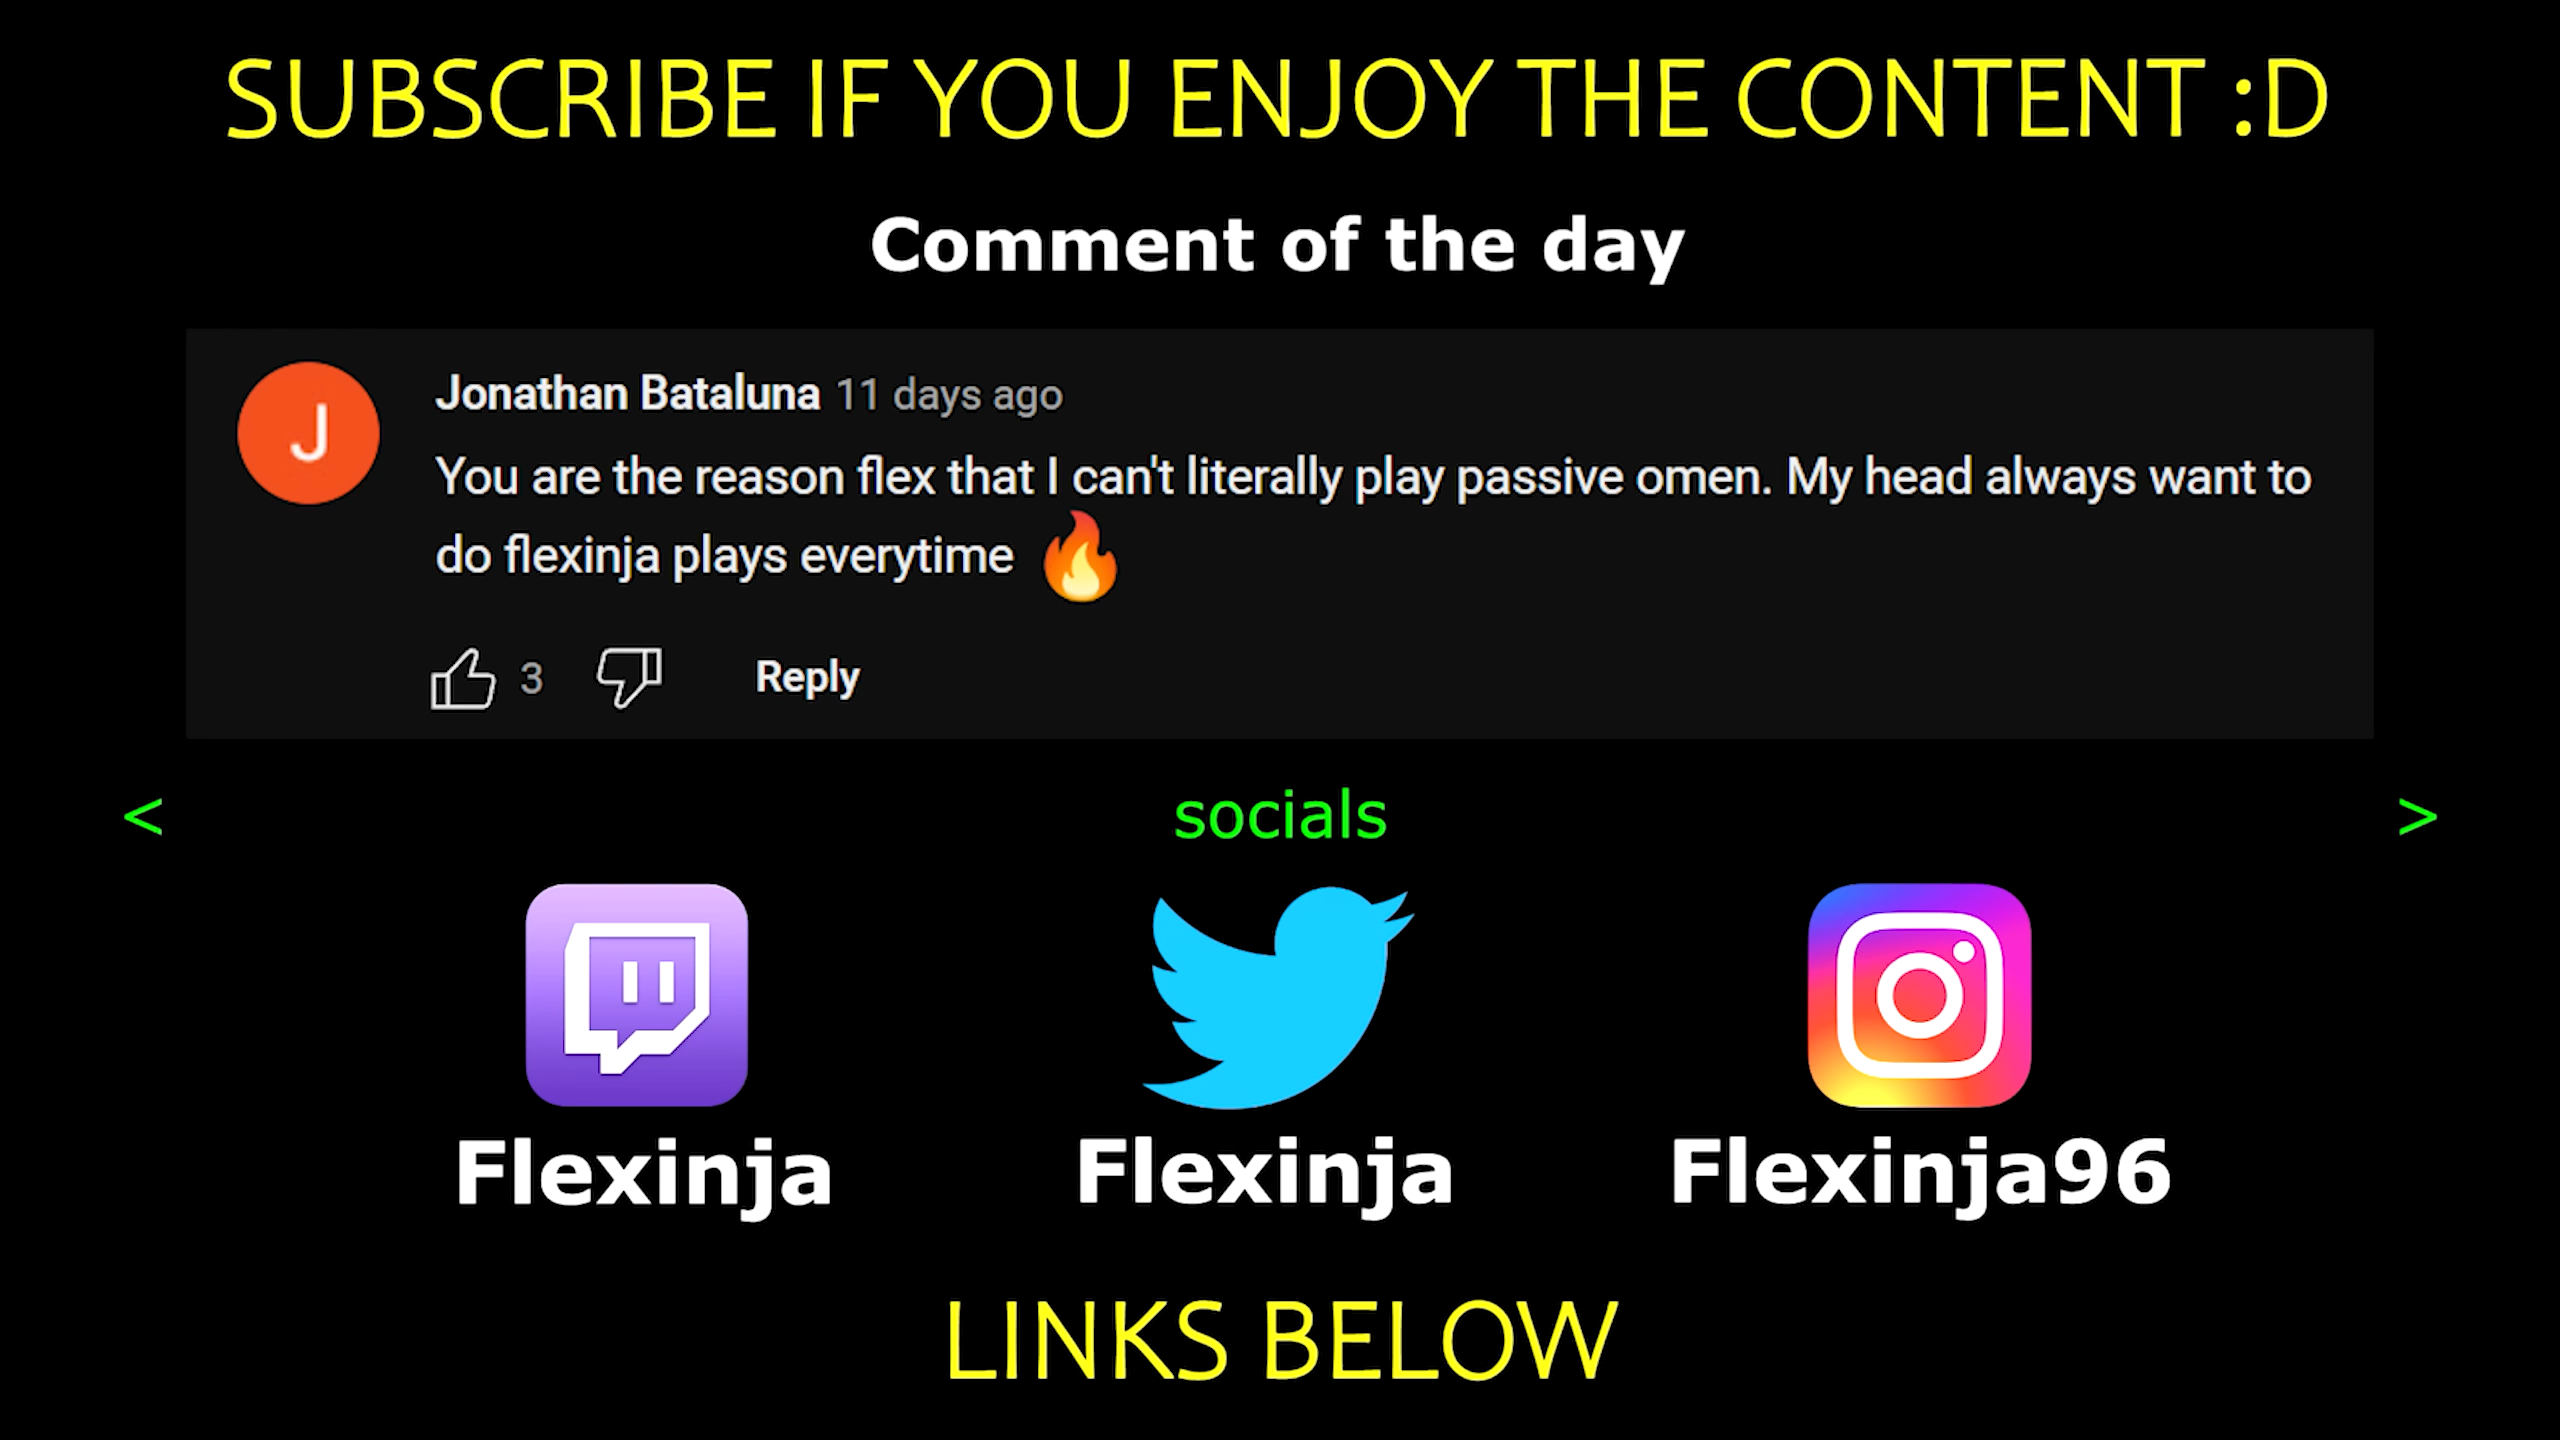 SUBSCRIBE IF YOU ENJOY THE CONTENT :D
Comment of the day
J
Jonathan Bataluna 11 days ago
You are the reason flex that I can't literally play passive omen. My head always want to
do flexinja plays everytime 🔥
3 Reply
< socials >
Flexinja Flexinja Flexinja96
LINKS BELOW